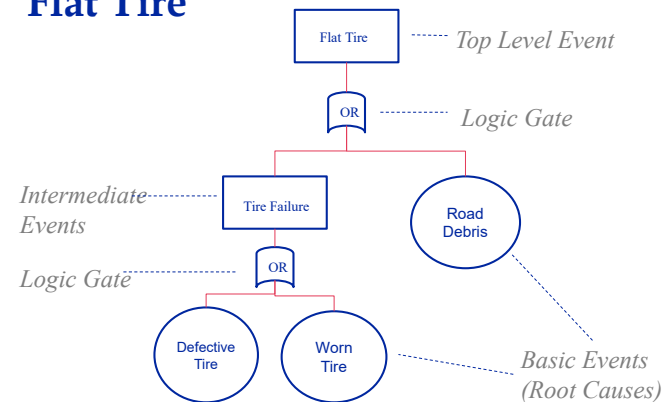 Flat Tire
Flat Tire
Top Level Event
OR
Logic Gate
Intermediate
Events
Tire Failure
Road
Debris
OR
Logic Gate
Defective
Tire
Worn
Tire
Basic Events
(Root Causes)